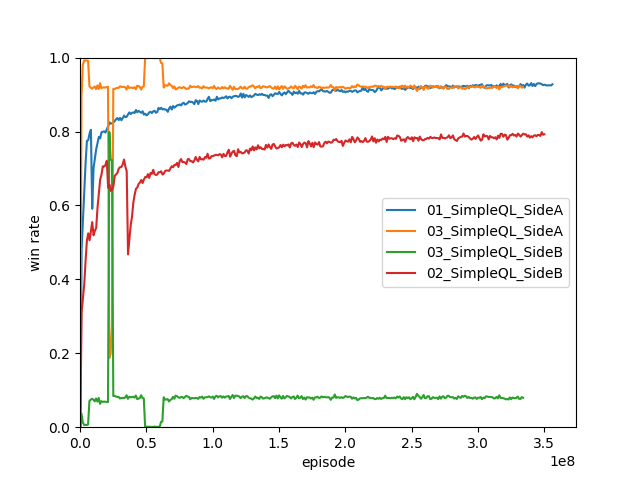 1.0
0.8
0.6
0.4
0.2
0.0
win rate
01_SimpleQL_SideA
03_SimpleQL_SideA
03_SimpleQL_SideB
02_SimpleQL_SideB
0.0 0.5 1.0 1.5 2.0 2.5 3.0 3.5
1e8
episode